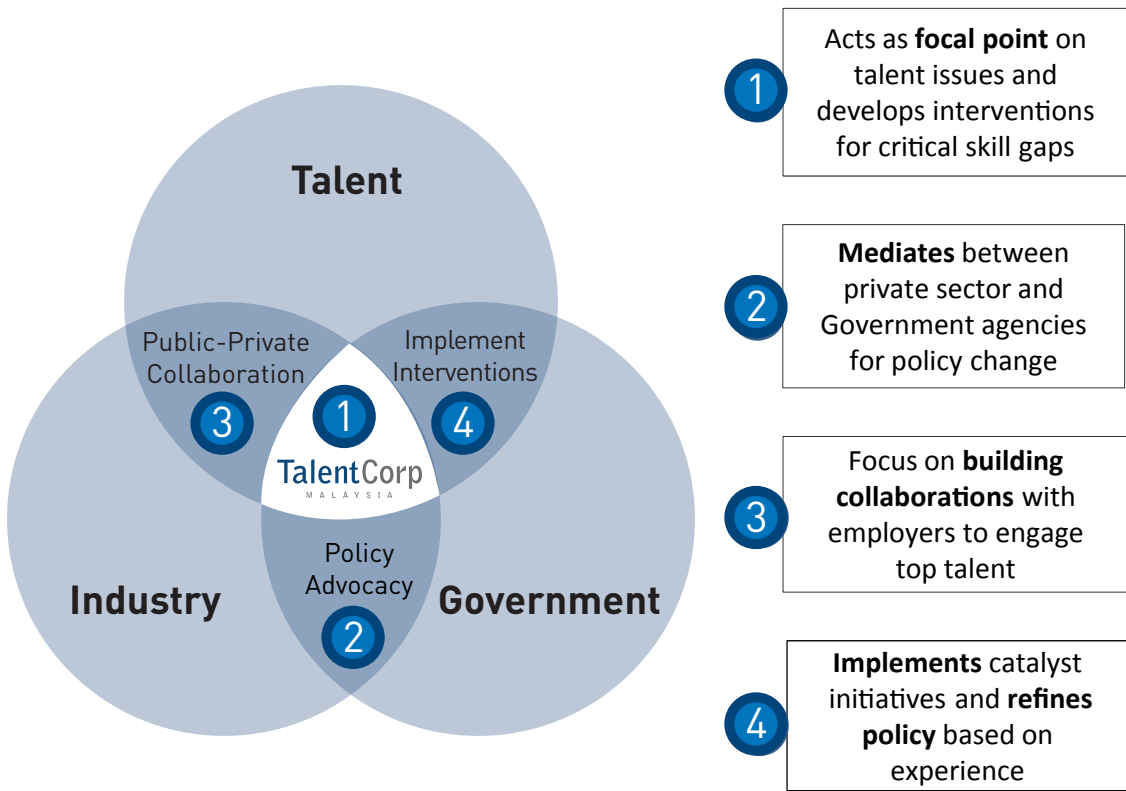 Talent
Public-Private
Collaboration
3
Implement
Interventions
4
1
TalentCorp
MALAYSIA
Industry
Policy
Advocacy
2
Government
1
Acts as focal point on
talent issues and
develops interventions
for critical skill gaps
2
Mediates between
private sector and
Government agencies
for policy change
3
Focus on building
collaborations with
employers to engage
top talent
4
Implements catalyst
initiatives and refines
policy based on
experience